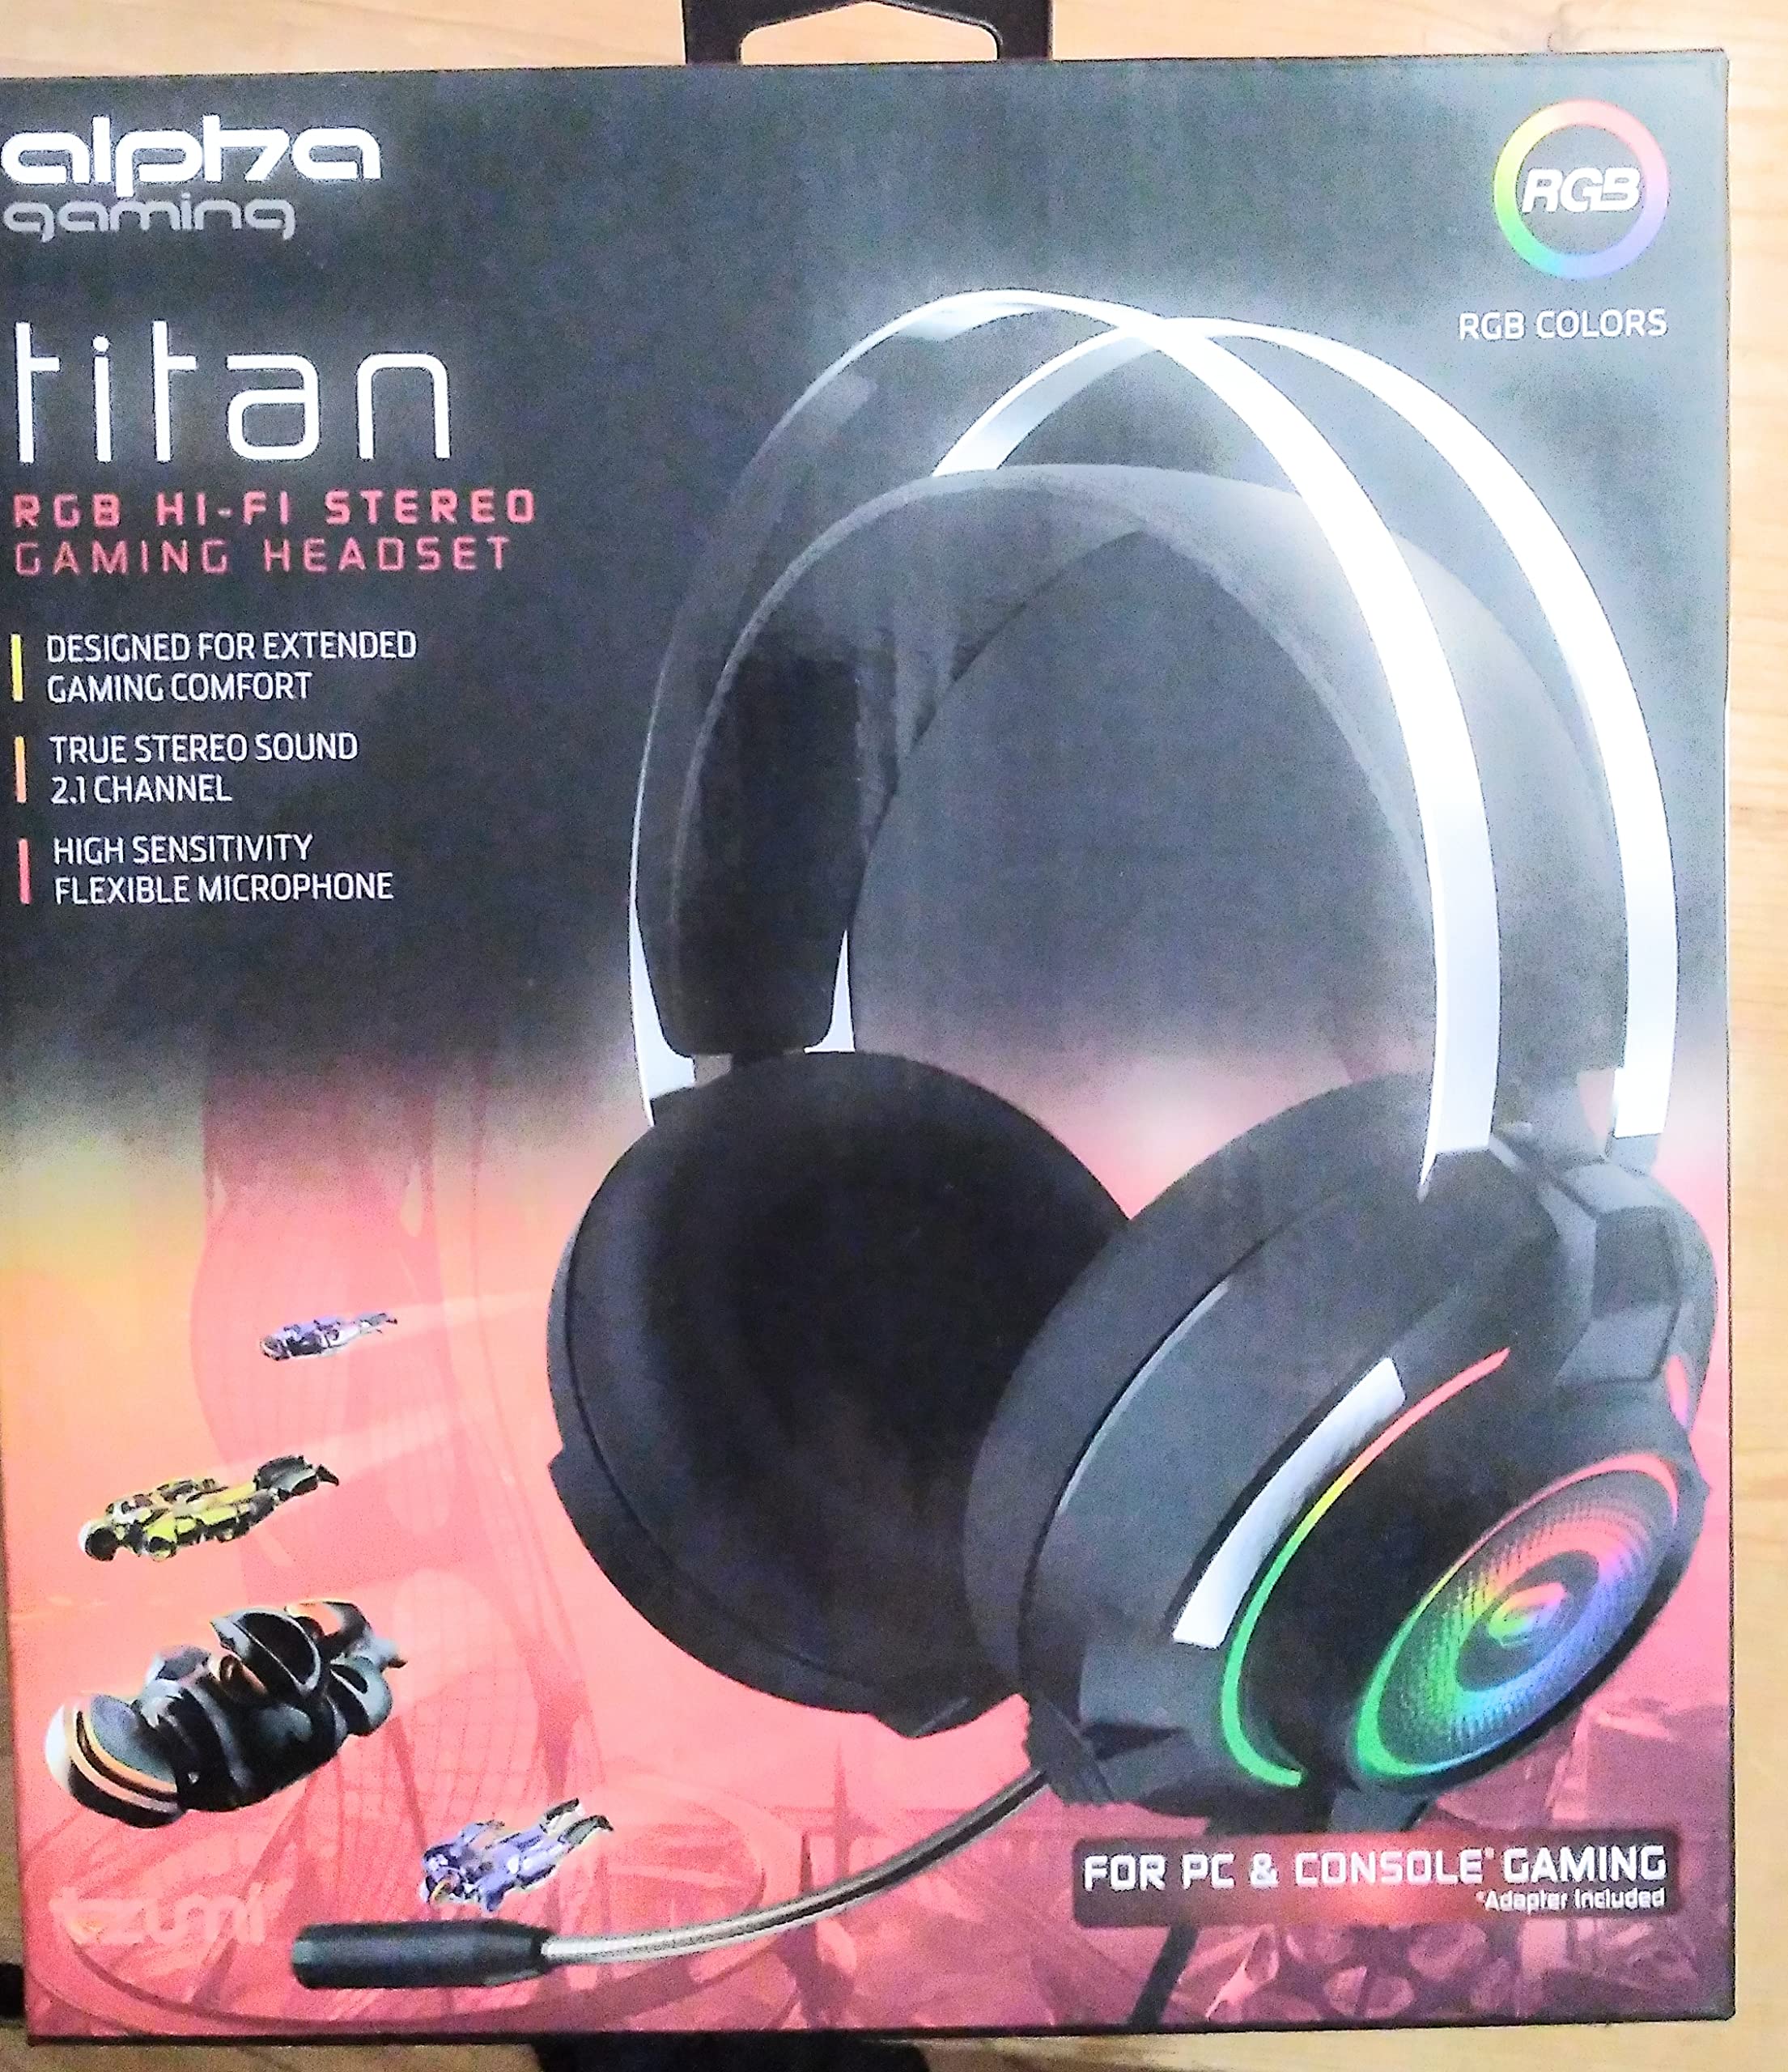 alpha
gaming
RGB
RGB COLORS
titan
RGB HI-FI STEREO
GAMING HEADSET
DESIGNED FOR EXTENDED
GAMING COMFORT
TRUE STEREO SOUND
2.1 CHANNEL
HIGH SENSITIVITY
FLEXIBLE MICROPHONE
FOR PC & CONSOLE* GAMING
*Adapter Included
tzumi